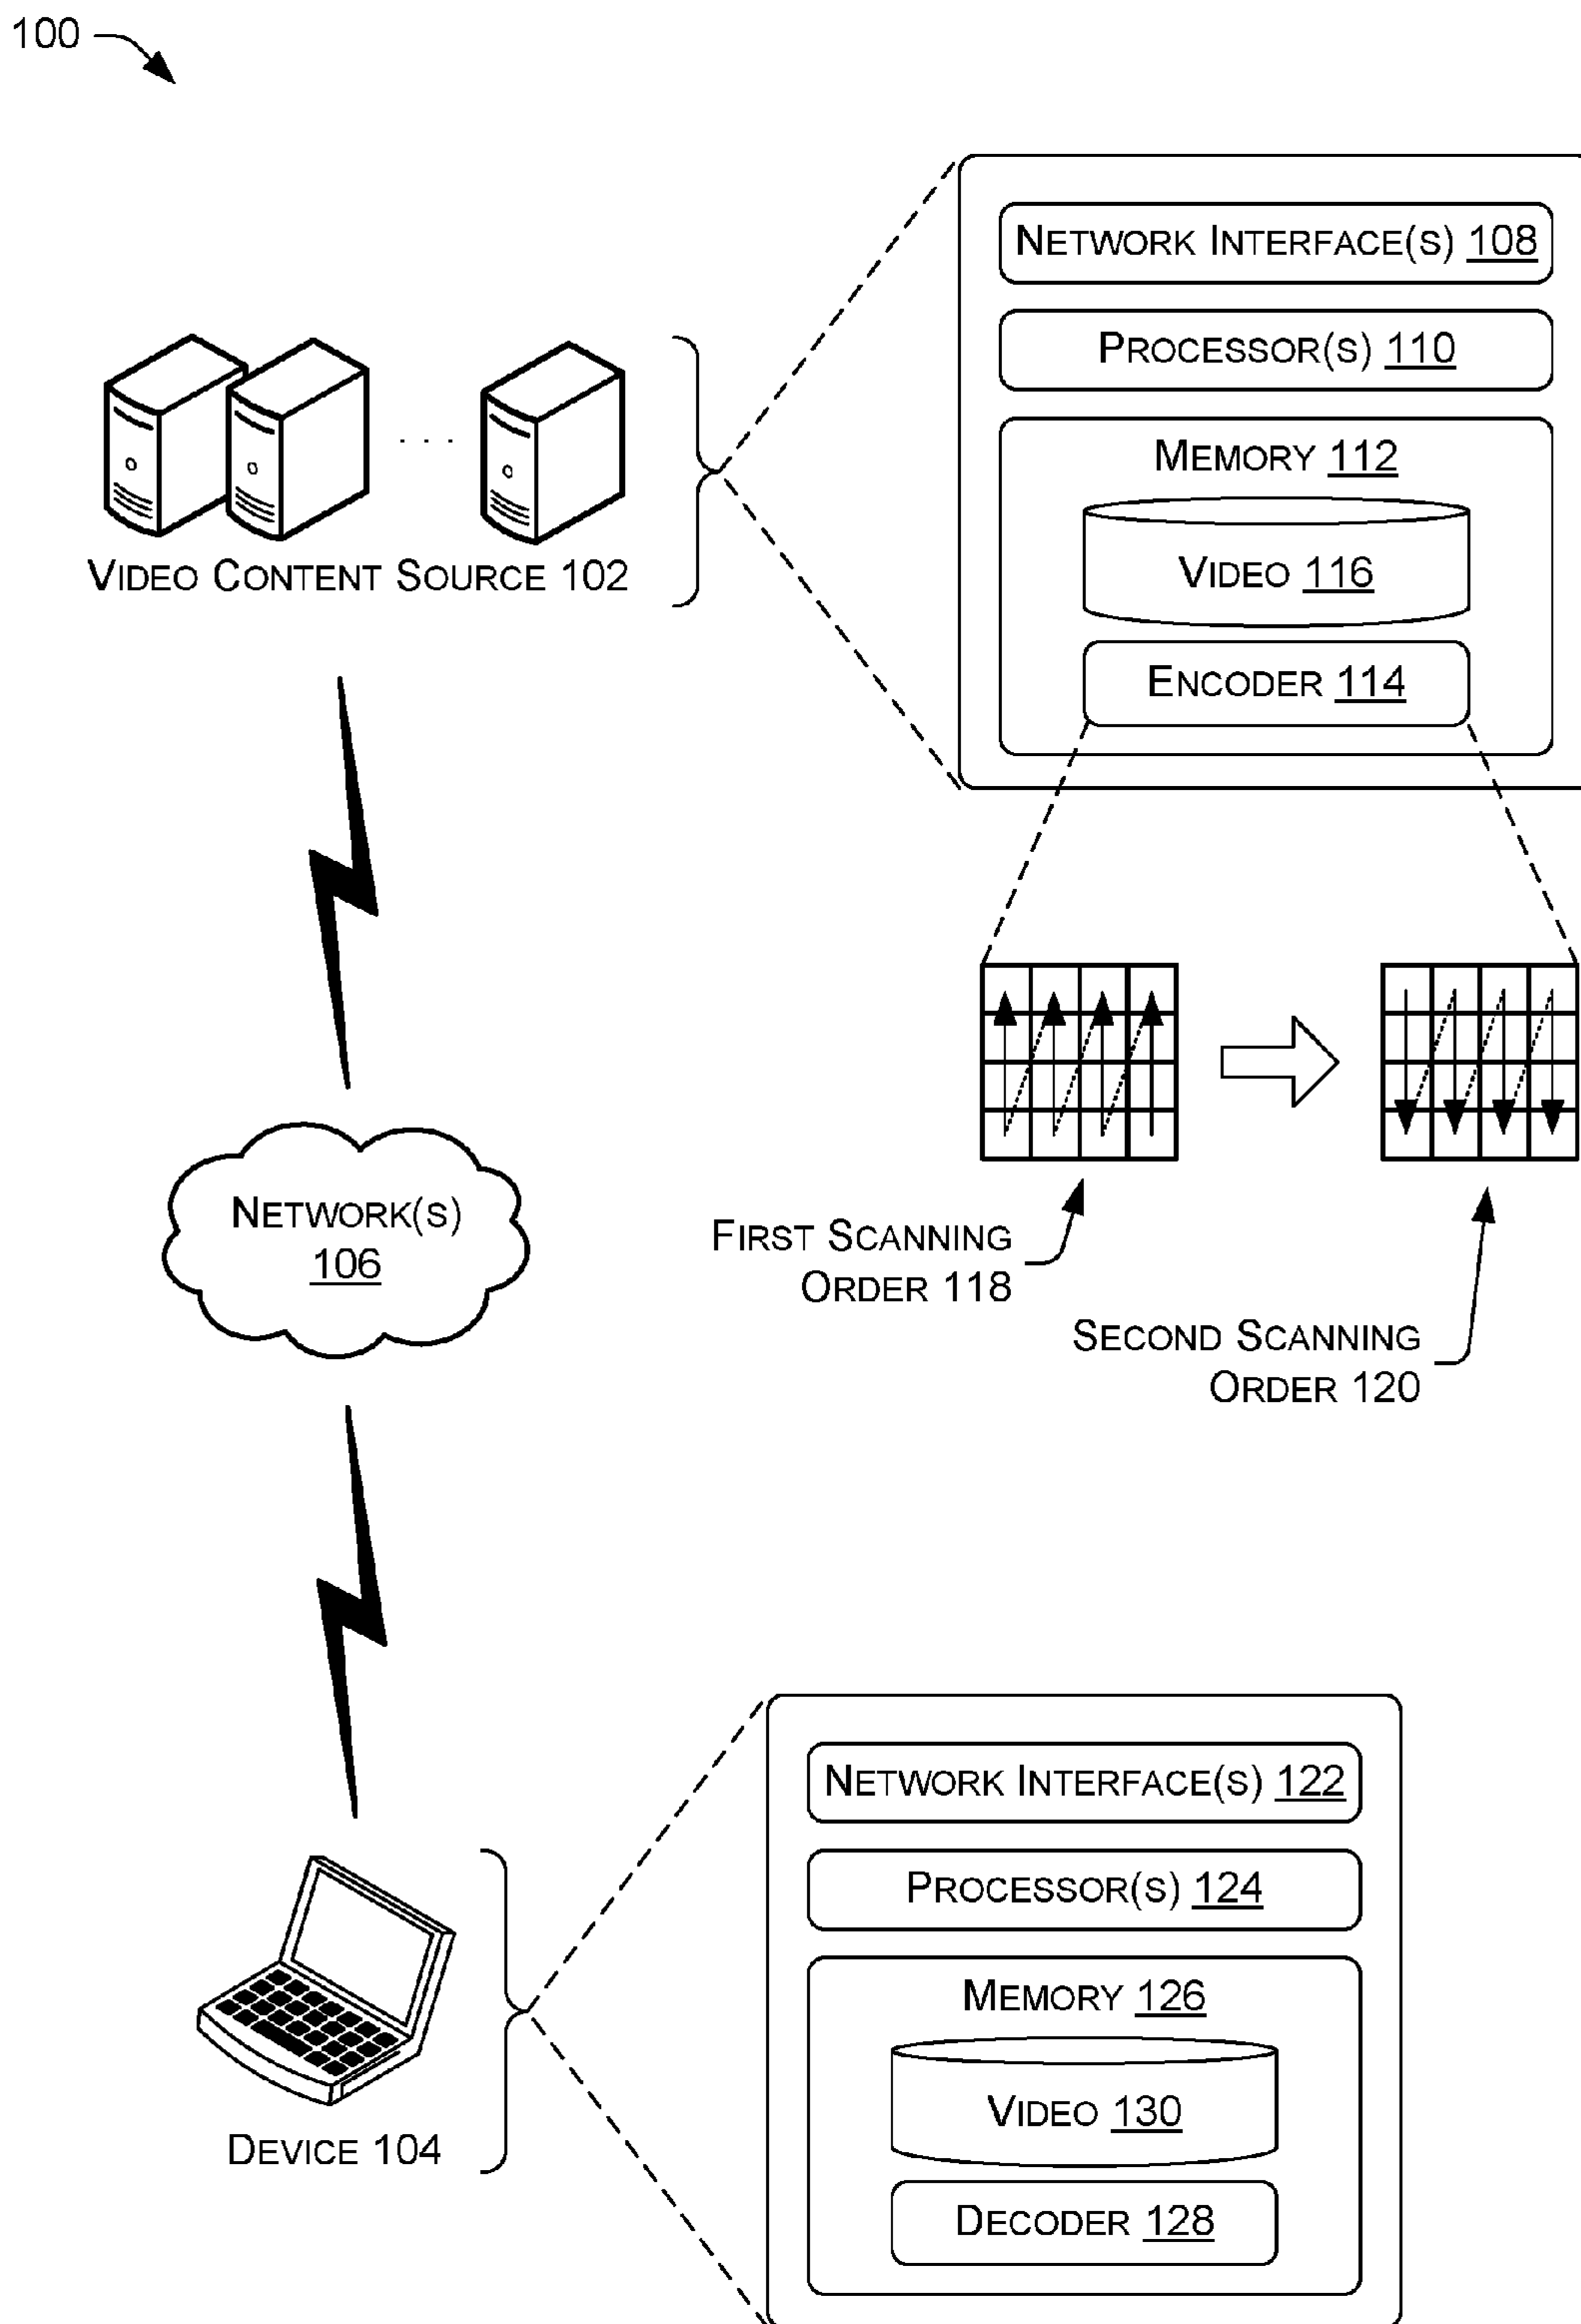 100
NETWORK INTERFACE(S) 108
PROCESSOR(S) 110
MEMORY 112
VIDEO 116
ENCODER 114
VIDEO CONTENT SOURCE 102
NETWORK(S)
106
FIRST SCANNING
ORDER 118
SECOND SCANNING
ORDER 120
NETWORK INTERFACE(S) 122
PROCESSOR(S) 124
MEMORY 126
VIDEO 130
DECODER 128
DEVICE 104